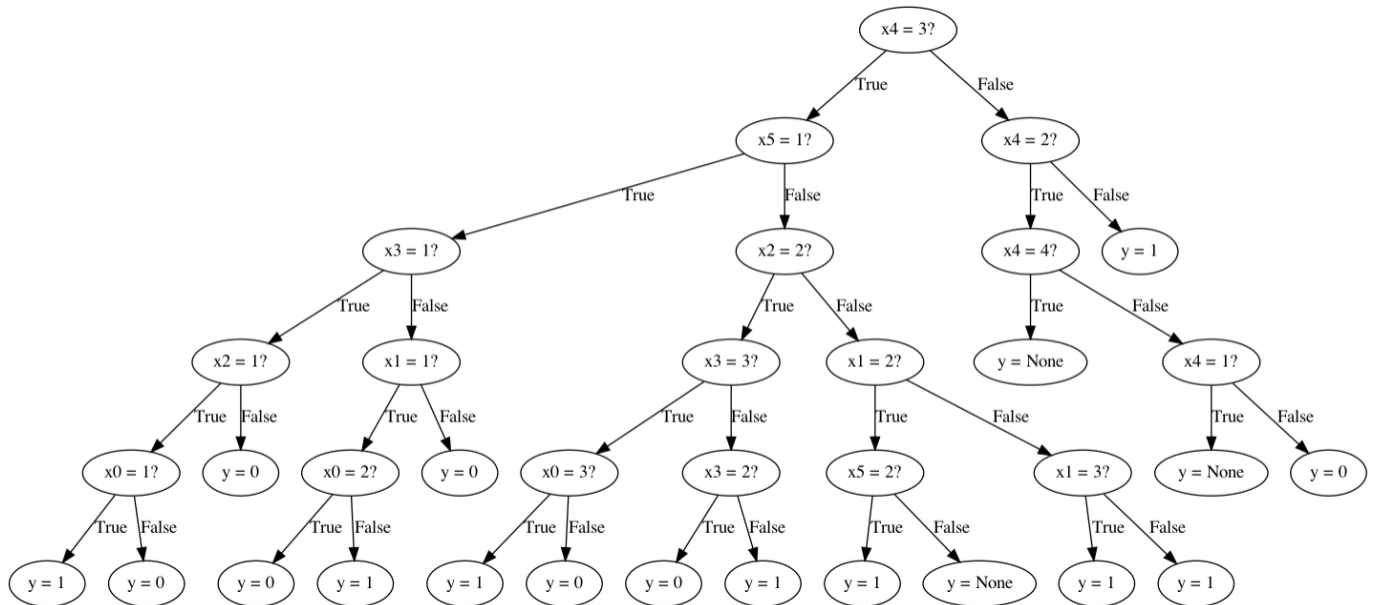 x4 = 3?
True
False
x5 = 1?
x4 = 2?
True
False
True
False
x3 = 1?
x2 = 2?
x4 = 4?
y = 1
True
False
True
False
True
False
x2 = 1?
x1 = 1?
x3 = 3?
x1 = 2?
y = None
x4 = 1?
True
False
True
False
True
False
True
False
True
False
x0 = 1?
y = 0
x0 = 2?
y = 0
x0 = 3?
x3 = 2?
x5 = 2?
x1 = 3?
y = None
y = 0
True
False
True
False
True
False
True
False
True
False
True
False
y = 1
y = 0
y = 0
y = 1
y = 1
y = 0
y = 0
y = 1
y = 1
y = None
y = 1
y = 1